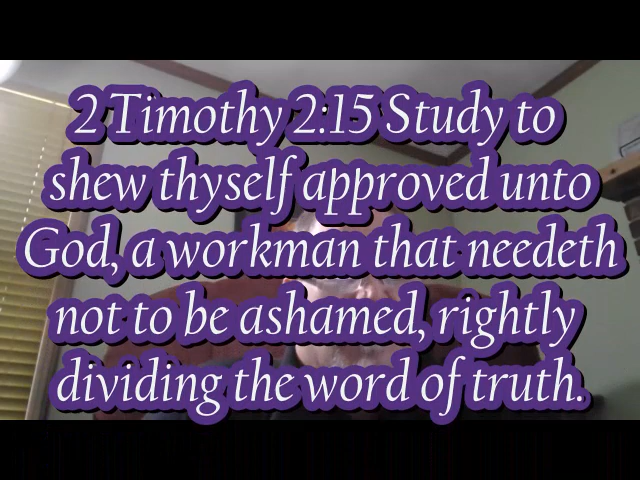 2 Timothy 2:15 Study to
shew thyself approved unto
God, a workman that needeth
not to be ashamed, rightly
dividing the word of truth.